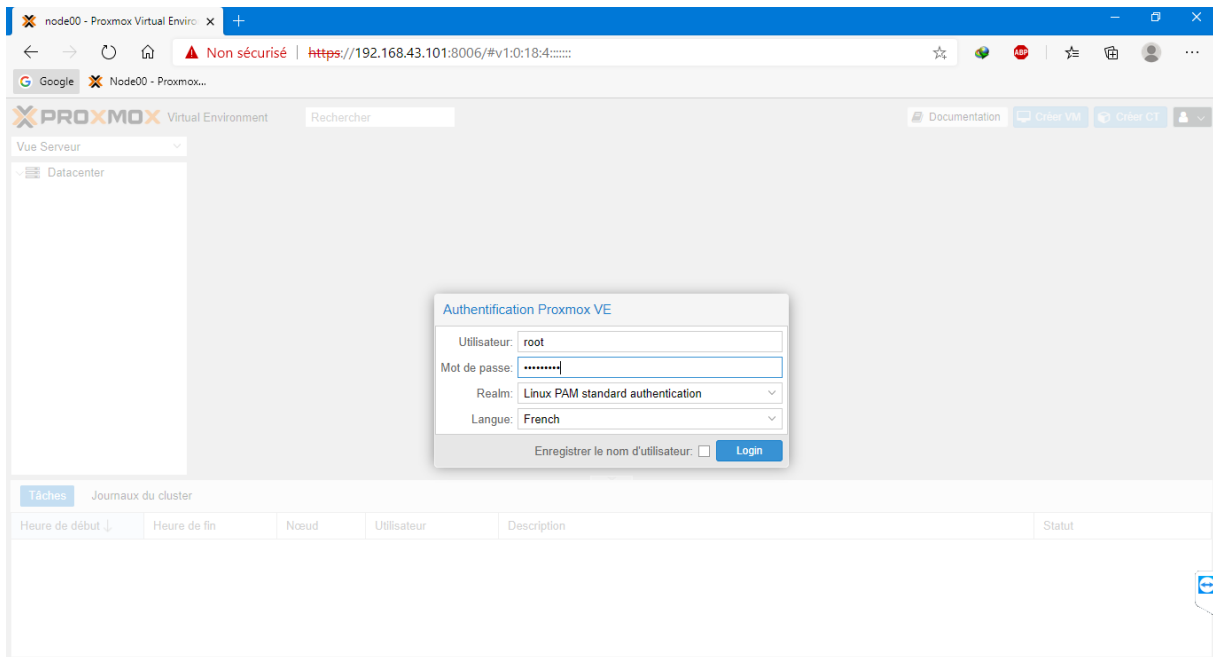 node00 - Proxmox Virtual Enviro
Non sécurisé | https://192.168.43.101:8006/#v1:0:18:4:::::::
ABP
Google Node00 - Proxmox...
PROXMOX Virtual Environment Rechercher Documentation Créer VM Créer CT
Vue Serveur
Datacenter
Authentification Proxmox VE
Utilisateur: root
Mot de passe: •••••••••
Realm: Linux PAM standard authentication
Langue: French
Enregistrer le nom d'utilisateur: Login
Tâches Journaux du cluster
Heure de début ↓ Heure de fin Nœud Utilisateur Description Statut